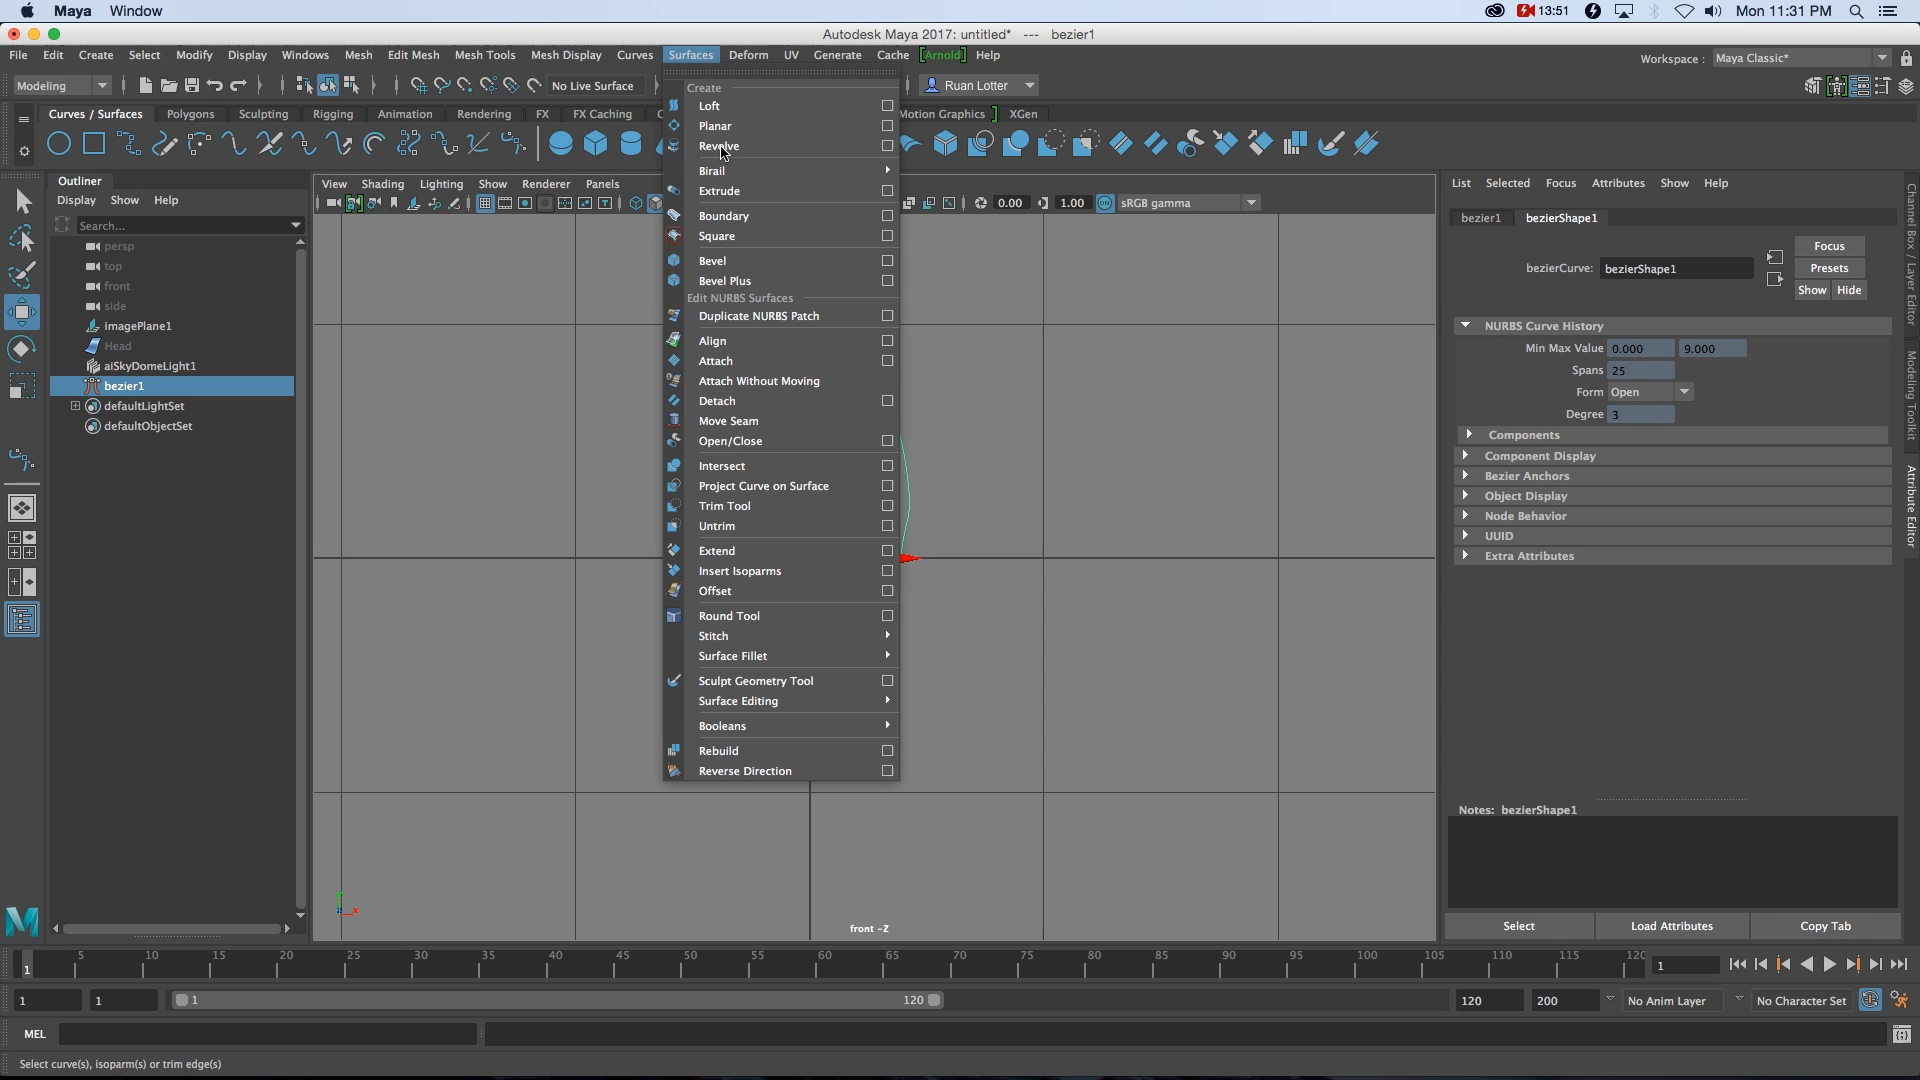 Maya Window
13:51 Mon 11:31 PM
Autodesk Maya 2017: untitled* --- bezier1
File Edit Create Select Modify Display Windows Mesh Edit Mesh Mesh Tools Mesh Display Curves Surfaces Deform UV Generate Cache [Arnold] Help
Workspace : Maya Classic*
Modeling No Live Surface Ruan Lotter
Curves / Surfaces Polygons Sculpting Rigging Animation Rendering FX FX Caching Motion Graphics XGen
Outliner
Display Show Help
Search...
persp
top
front
side
imagePlane1
Head
aiSkyDomeLight1
bezier1
defaultLightSet
defaultObjectSet
View Shading Lighting Show Renderer Panels
0.00 1.00 ON sRGB gamma
Create
Loft
Planar
Revolve
Birail
Extrude
Boundary
Square
Bevel
Bevel Plus
Edit NURBS Surfaces
Duplicate NURBS Patch
Align
Attach
Attach Without Moving
Detach
Move Seam
Open/Close
Intersect
Project Curve on Surface
Trim Tool
Untrim
Extend
Insert Isoparms
Offset
Round Tool
Stitch
Surface Fillet
Sculpt Geometry Tool
Surface Editing
Booleans
Rebuild
Reverse Direction
front -Z
List Selected Focus Attributes Show Help
bezier1 bezierShape1
Focus
bezierCurve: bezierShape1
Presets
Show Hide
NURBS Curve History
Min Max Value 0.000 9.000
Spans 25
Form Open
Degree 3
Components
Component Display
Bezier Anchors
Object Display
Node Behavior
UUID
Extra Attributes
Notes: bezierShape1
Select Load Attributes Copy Tab
Channel Box / Layer Editor
Modeling Toolkit
Attribute Editor
1 5 10 15 20 25 30 35 40 45 50 55 60 65 70 75 80 85 90 95 100 105 110 115 120 1
1 1 1 120 120 200 No Anim Layer No Character Set
MEL
Select curve(s), isoparm(s) or trim edge(s)